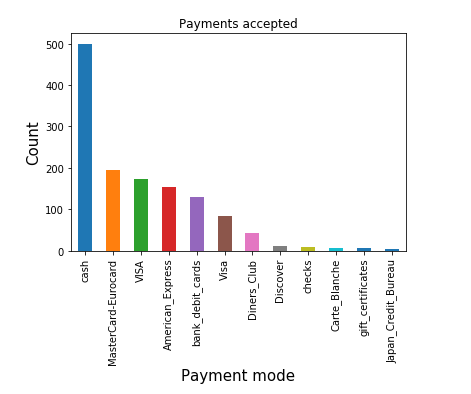 Payments accepted
500
400
300
200
100
0
Count
cash
MasterCard-Eurocard
VISA
American_Express
bank_debit_cards
Visa
Diners_Club
Discover
checks
Carte_Blanche
gift_certificates
Japan_Credit_Bureau
Payment mode